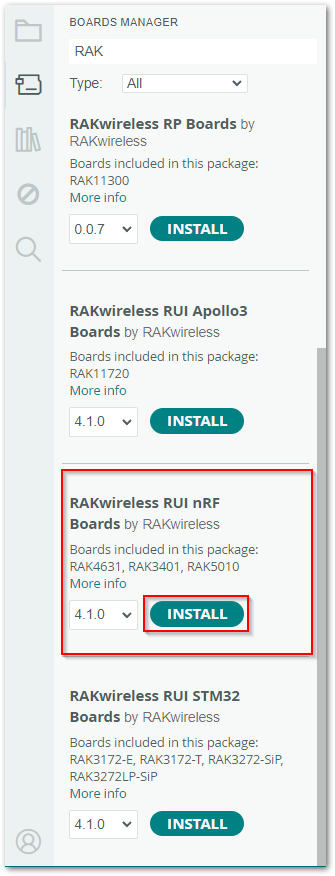 BOARDS MANAGER
RAK
Type: All
RAKwireless RP Boards by
RAKwireless
Boards included in this package:
RAK11300
More info
0.0.7 INSTALL
RAKwireless RUI Apollo3
Boards by RAKwireless
Boards included in this package:
RAK11720
More info
4.1.0 INSTALL
RAKwireless RUI nRF
Boards by RAKwireless
Boards included in this package:
RAK4631, RAK3401, RAK5010
More info
4.1.0 INSTALL
RAKwireless RUI STM32
Boards by RAKwireless
Boards included in this package:
RAK3172-E, RAK3172-T, RAK3272-SiP,
RAK3272LP-SiP
More info
4.1.0 INSTALL